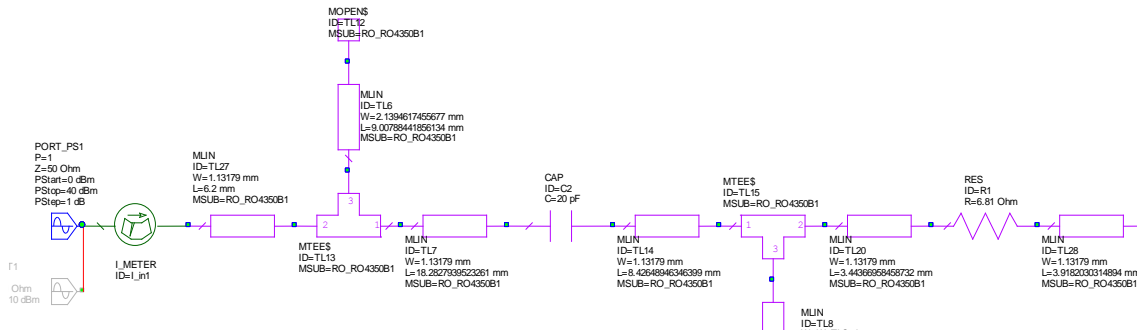 MOPEN$
ID=TL12
MSUB=RO_RO4350B1
MLIN
ID=TL6
W=2.1394617455677 mm
L=9.00788441856134 mm
MSUB=RO_RO4350B1
PORT_PS1
P=1
Z=50 Ohm
PStart=0 dBm
PStop=40 dBm
PStep=1 dB
MLIN
ID=TL27
W=1.13179 mm
L=6.2 mm
MSUB=RO_RO4350B1
CAP
ID=C2
C=20 pF
MTEE$
ID=TL15
MSUB=RO_RO4350B1
RES
ID=R1
R=6.81 Ohm
3
2
1
1
2
3
I_METER
ID=I_in1
MTEE$
ID=TL13
MSUB=RO_RO4350B1
MLIN
ID=TL7
W=1.13179 mm
L=18.2827939523261 mm
MSUB=RO_RO4350B1
MLIN
ID=TL14
W=1.13179 mm
L=8.42648946346399 mm
MSUB=RO_RO4350B1
MLIN
ID=TL20
W=1.13179 mm
L=3.44366958458732 mm
MSUB=RO_RO4350B1
MLIN
ID=TL28
W=1.13179 mm
L=3.9182030314894 mm
MSUB=RO_RO4350B1
Ohm
10 dBm
MLIN
ID=TL8